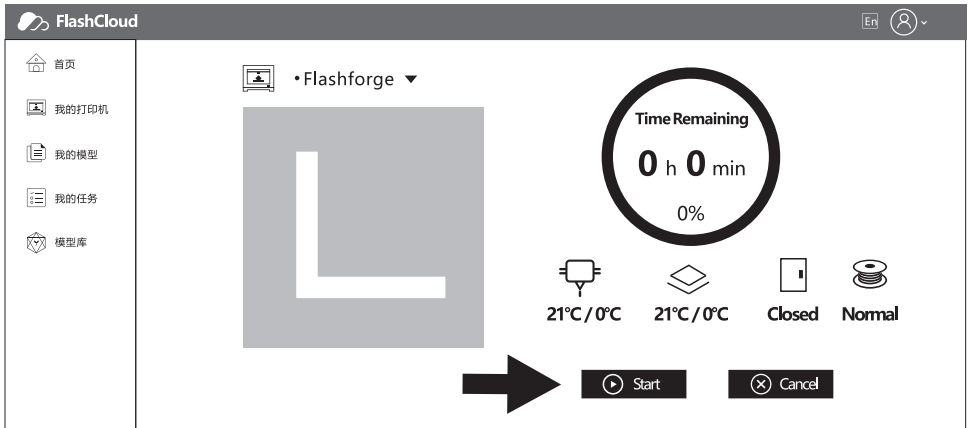 FlashCloud
En
首页
我的打印机
我的模型
我的任务
模型库
•Flashforge
Time Remaining
0 h 0 min
0%
21°C / 0°C
21°C / 0°C
Closed
Normal
Start
Cancel